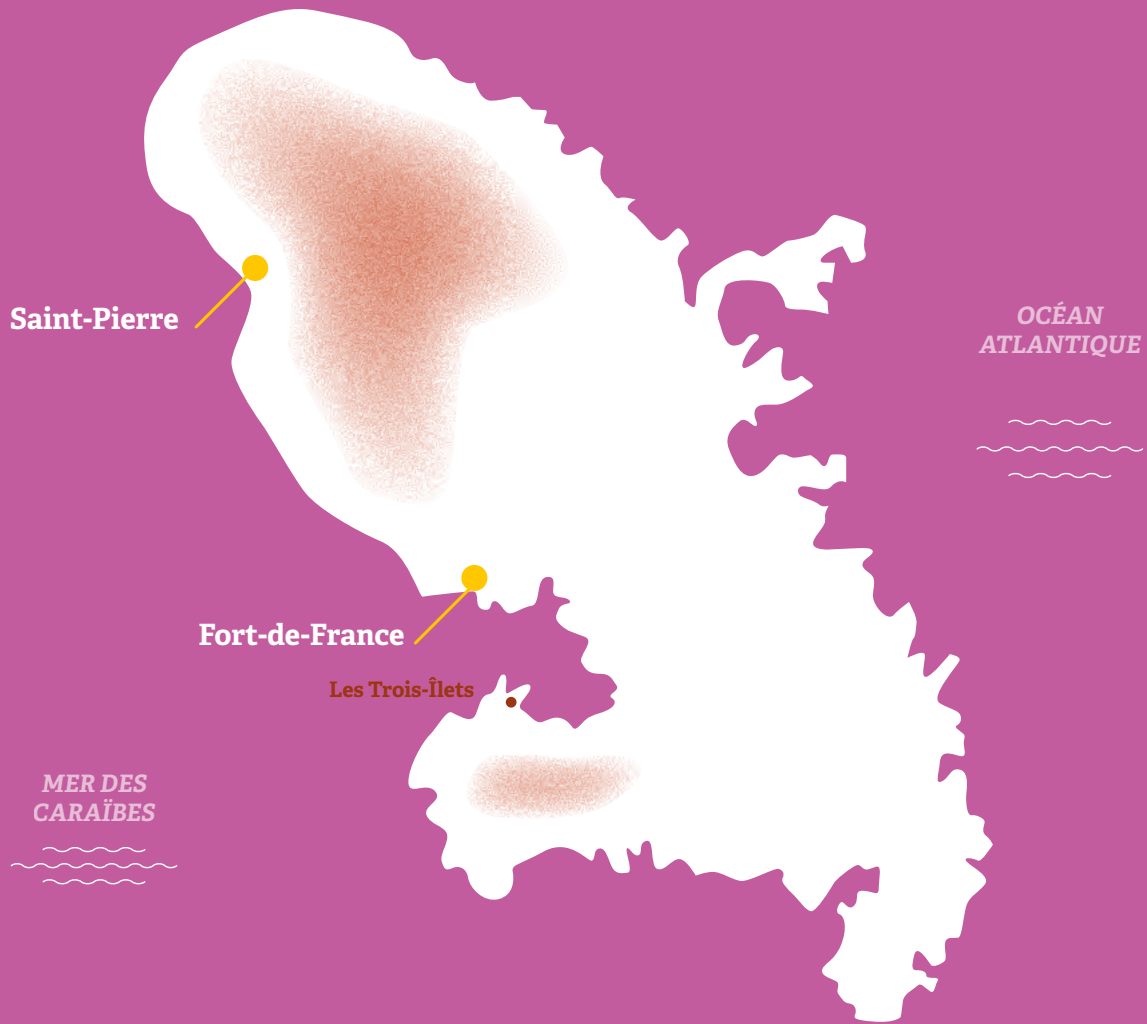 Saint-Pierre
OCÉAN
ATLANTIQUE
Fort-de-France
Les Trois-Îlets
MER DES
CARAÏBES